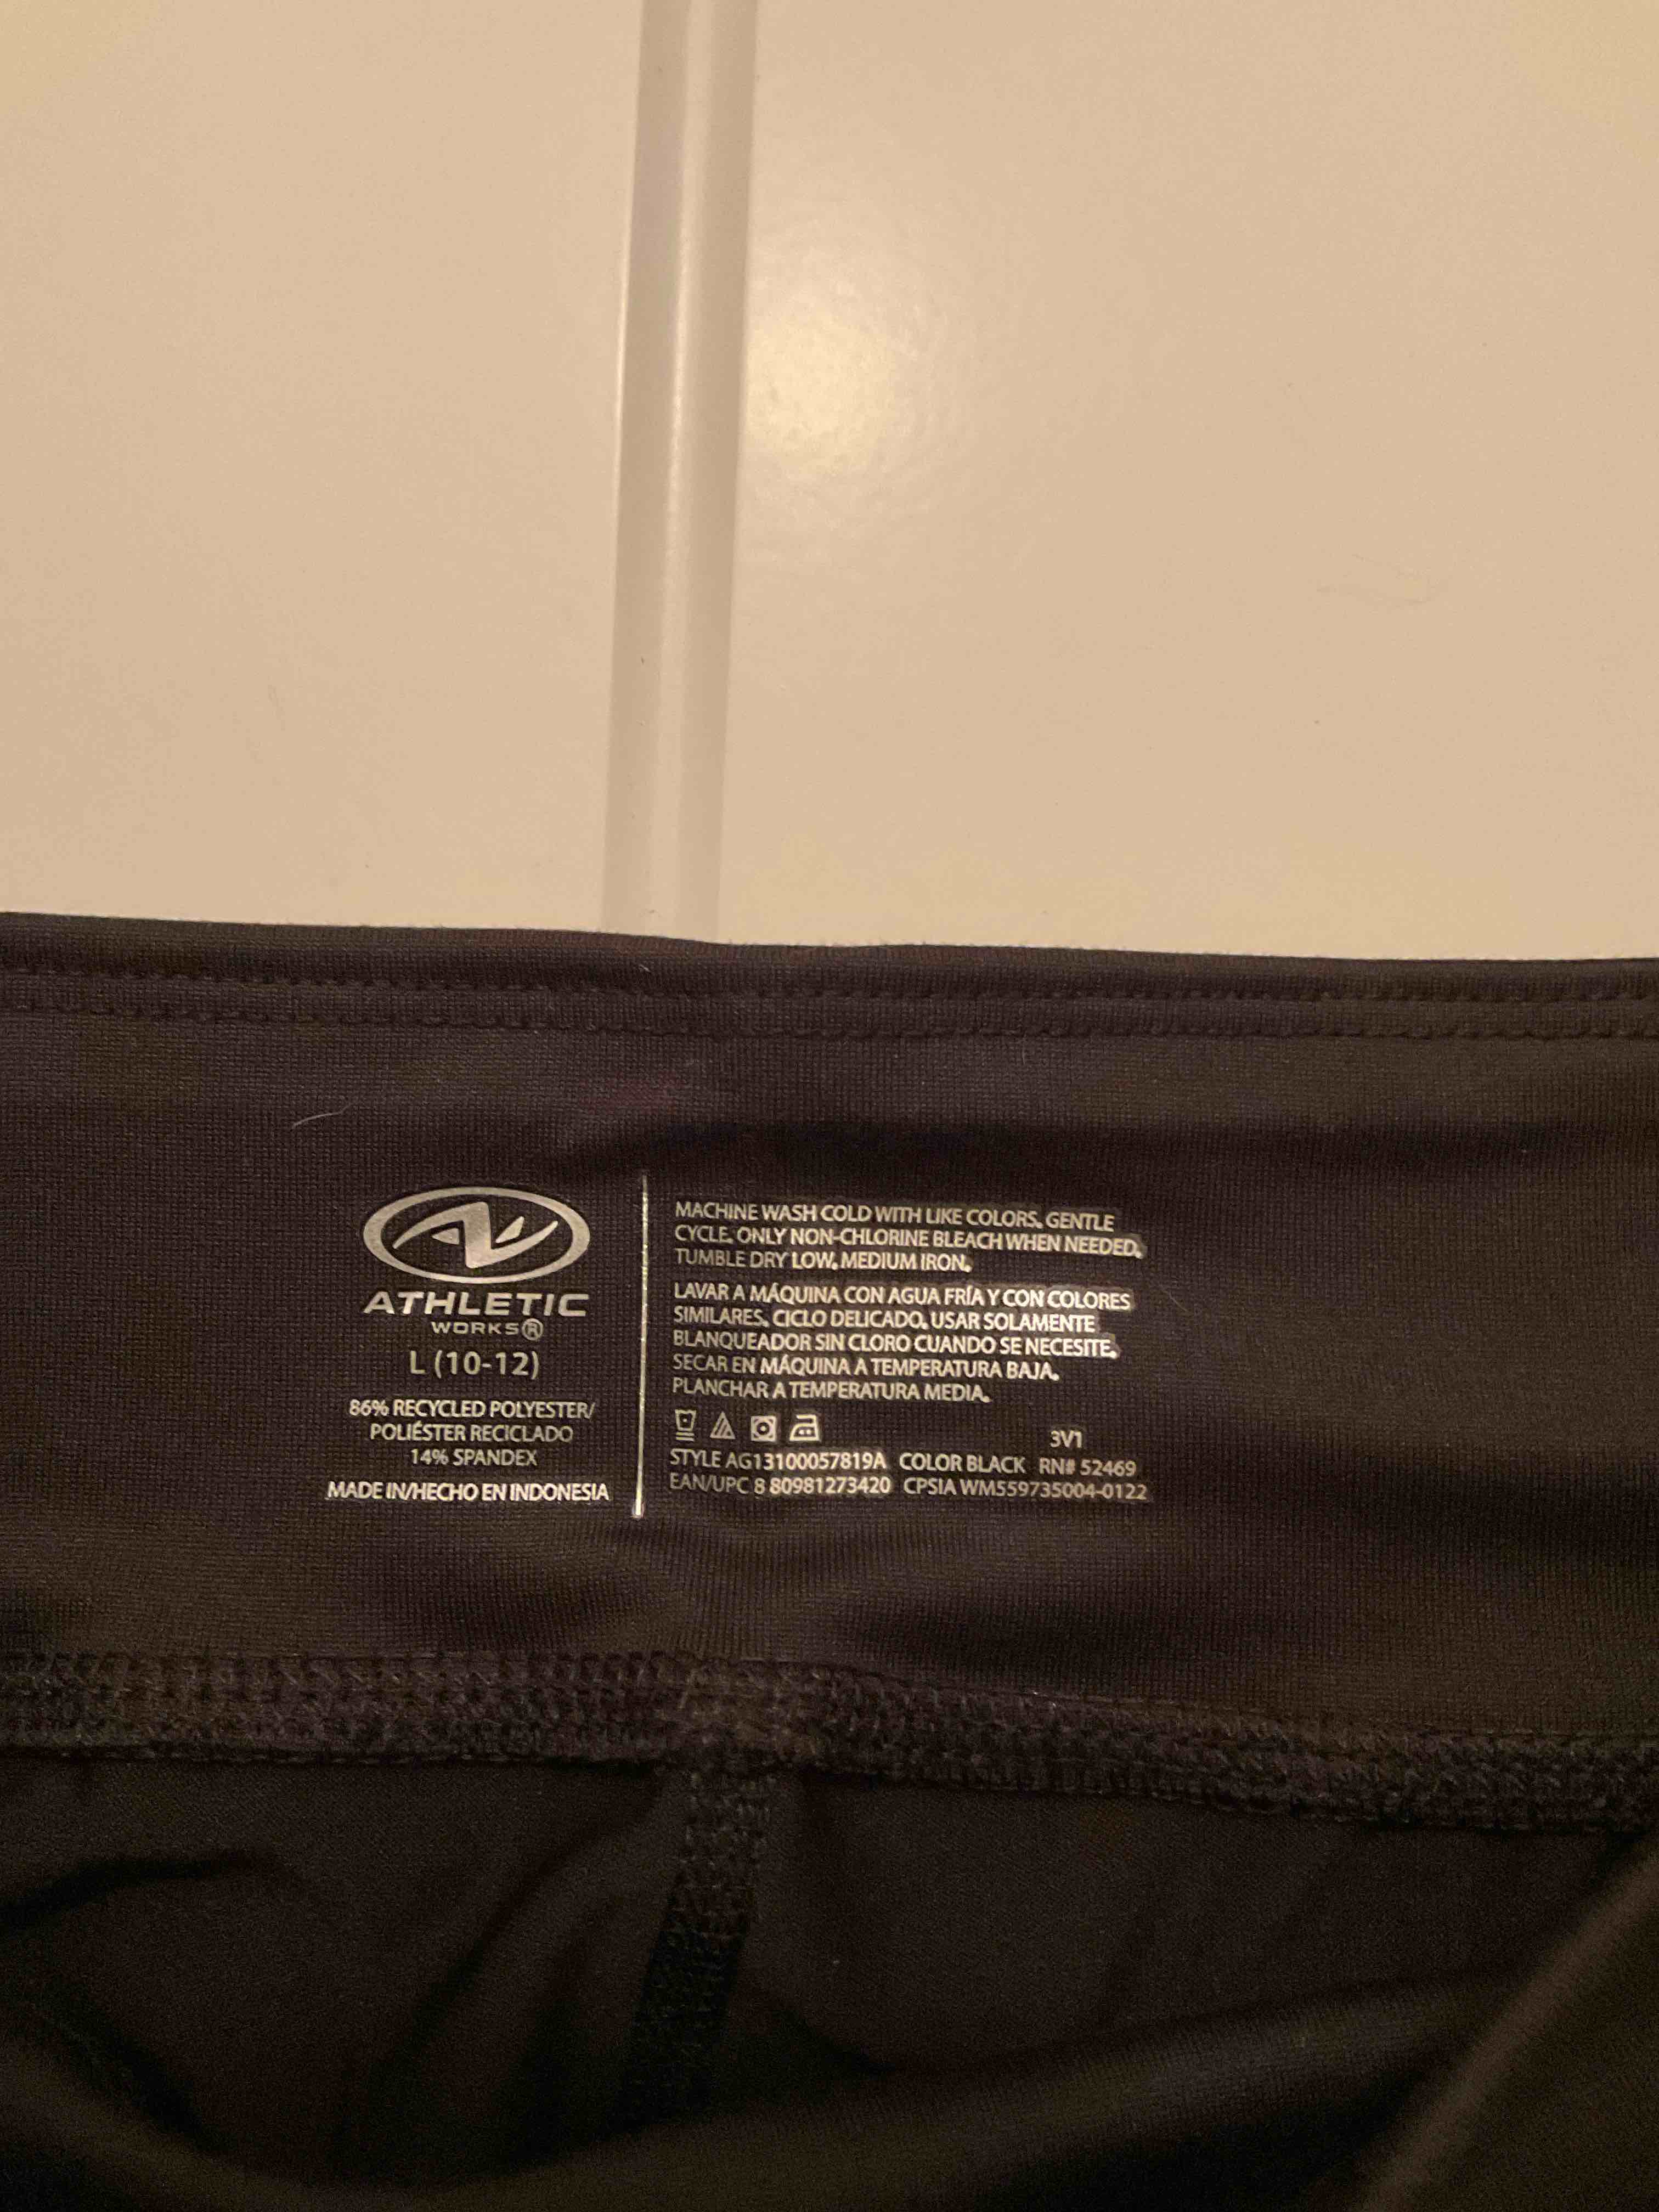 ATHLETIC
WORKS®
L (10-12)
86% RECYCLED POLYESTER/
POLIÉSTER RECICLADO
14% SPANDEX
MADE IN/HECHO EN INDONESIA
MACHINE WASH COLD WITH LIKE COLORS. GENTLE
CYCLE. ONLY NON-CHLORINE BLEACH WHEN NEEDED.
TUMBLE DRY LOW. MEDIUM IRON.
LAVAR A MÁQUINA CON AGUA FRÍA Y CON COLORES
SIMILARES. CICLO DELICADO. USAR SOLAMENTE
BLANQUEADOR SIN CLORO CUANDO SE NECESITE.
SECAR EN MÁQUINA A TEMPERATURA BAJA.
PLANCHAR A TEMPERATURA MEDIA.
3V1
STYLE AG13100057819A COLOR BLACK RN# 52469
EAN/UPC 8 80981273420 CPSIA WM559735004-0122